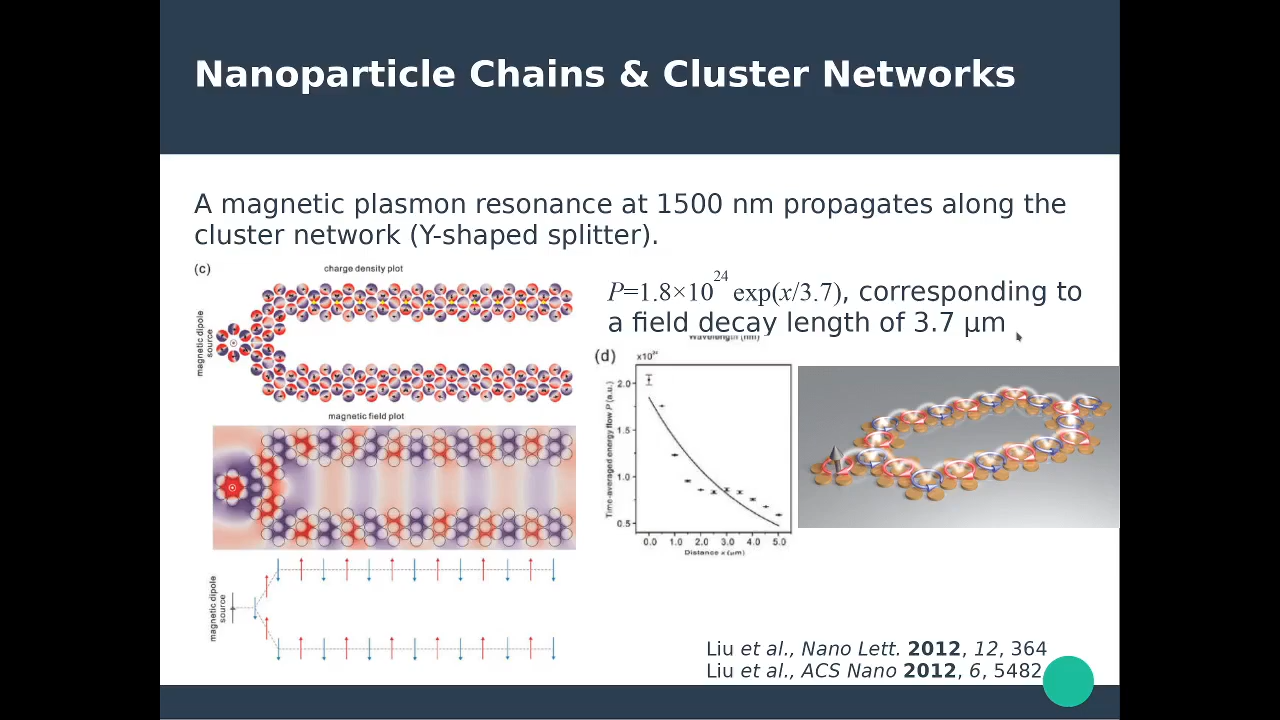 Nanoparticle Chains & Cluster Networks
A magnetic plasmon resonance at 1500 nm propagates along the
cluster network (Y-shaped splitter).
(c)
charge density plot
magnetic dipole
source
magnetic field plot
magnetic dipole
source
P=1.8×10^24 exp(x/3.7), corresponding to
a field decay length of 3.7 μm
Wavelength (nm)
(d)
x10^24
Time-averaged energy flow P (a.u.)
2.0
1.5
1.0
0.5
0.0 1.0 2.0 3.0 4.0 5.0
Distance x (μm)
Liu et al., Nano Lett. 2012, 12, 364
Liu et al., ACS Nano 2012, 6, 5482